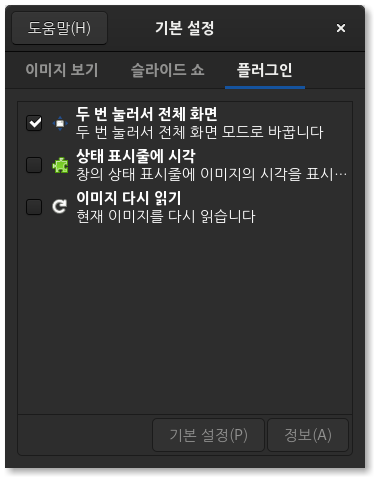 도움말(H)
기본 설정
이미지 보기
슬라이드 쇼
플러그인
두 번 눌러서 전체 화면
두 번 눌러서 전체 화면 모드로 바꿉니다
상태 표시줄에 시각
창의 상태 표시줄에 이미지의 시각을 표시…
이미지 다시 읽기
현재 이미지를 다시 읽습니다
기본 설정(P)
정보(A)